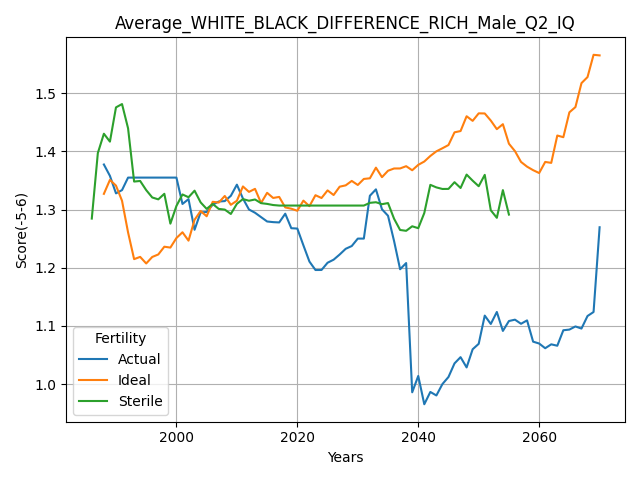 Average_WHITE_BLACK_DIFFERENCE_RICH_Male_Q2_IQ
Score(-5-6)
1.5
1.4
1.3
1.2
1.1
1.0
Fertility
Actual
Ideal
Sterile
2000 2020 2040 2060
Years